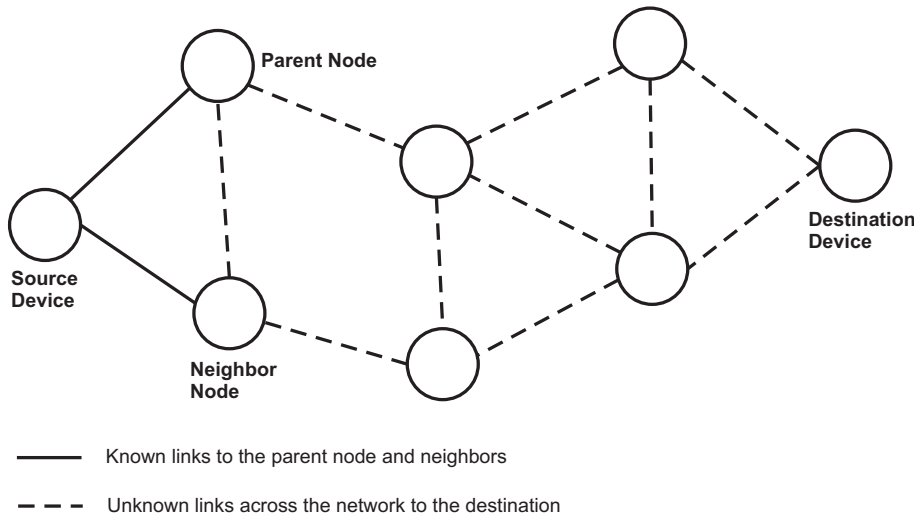 Parent Node
Destination
Device
Source
Device
Neighbor
Node
Known links to the parent node and neighbors
Unknown links across the network to the destination